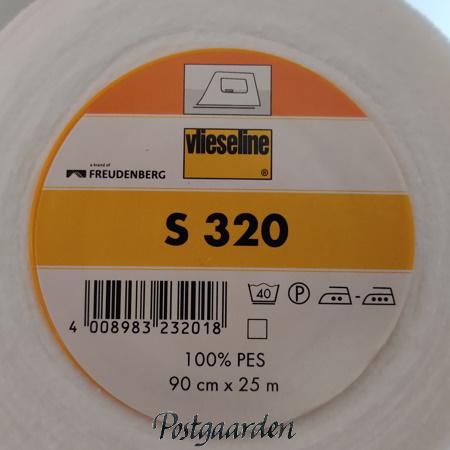 vlieseline
®
a brand of
FREUDENBERG
S 320
40 P -
4 008983 232018
100% PES
90 cm x 25 m
Postgaarden